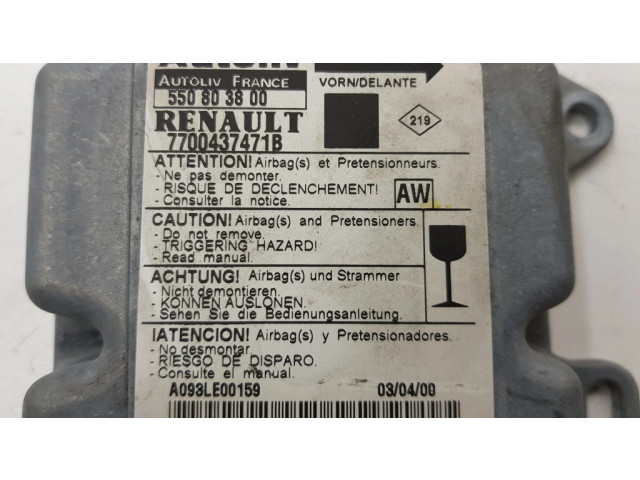 Autoliv
AUTOLIV FRANCE
VORN/DELANTE
550 80 38 00
RENAULT
219
7700437471B
ATTENTION! Airbag(s) et Pretensionneurs.
- Ne pas demonter.
- RISQUE DE DECLENCHEMENT!
- Consulter la notice.
AW
CAUTION! Airbag(s) and Pretensioners.
- Do not remove.
- TRIGGERING HAZARD!
- Read manual.
ACHTUNG! Airbag(s) und Strammer
- Nicht demontieren.
- KONNEN AUSLONEN.
- Sehen Sie die Bedienungsanleitung.
IATENCION! Airbag(s) y Pretensionadores.
- No desmontar.
- RIESGO DE DISPARO.
- Consulte el manual.
A093LE00159
03/04/00